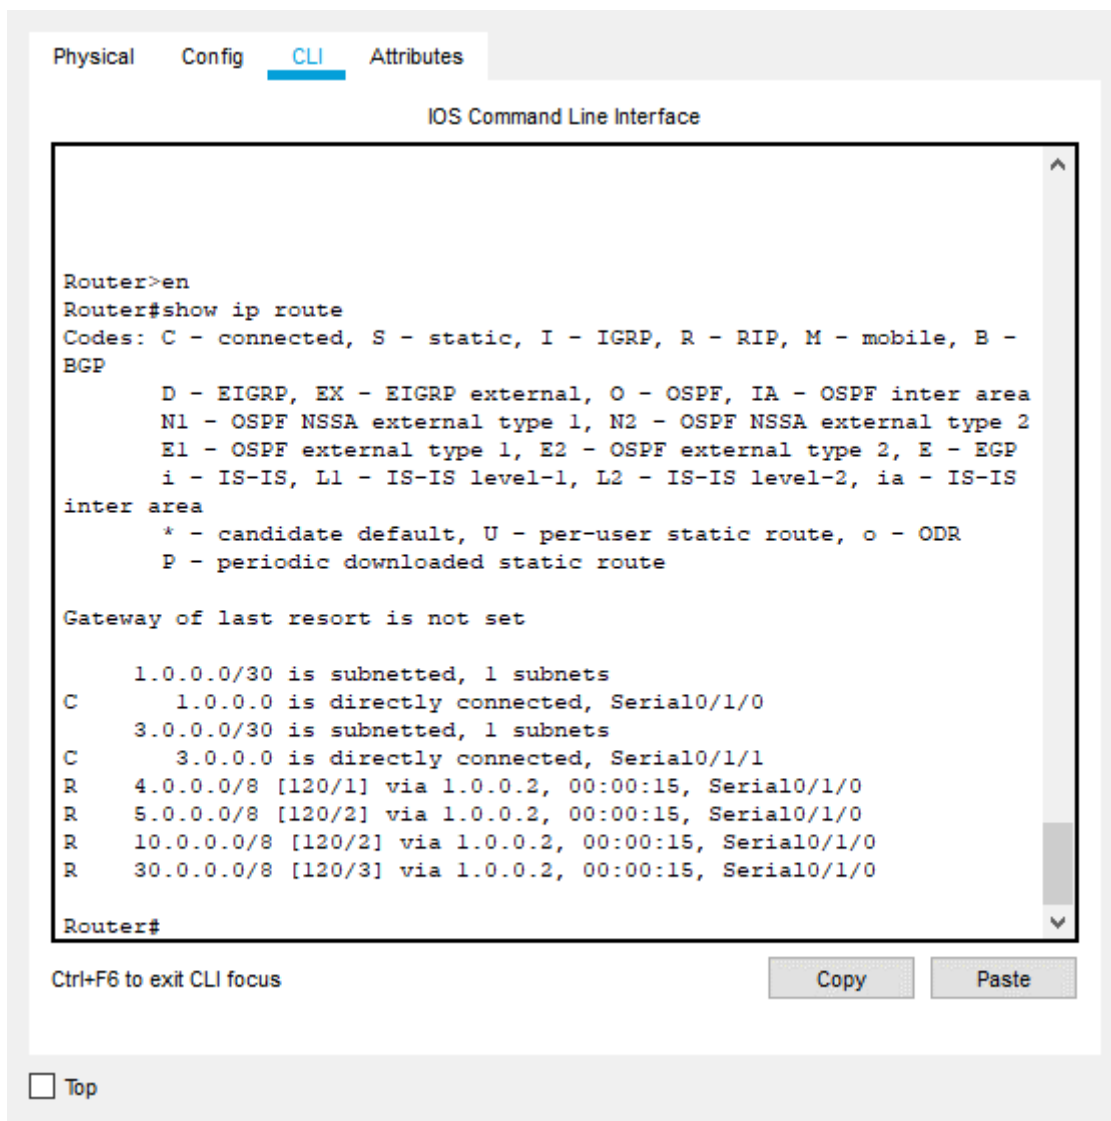 Physical Config CLI Attributes
IOS Command Line Interface
Router>en
Router#show ip route
Codes: C - connected, S - static, I - IGRP, R - RIP, M - mobile, B -
BGP
       D - EIGRP, EX - EIGRP external, O - OSPF, IA - OSPF inter area
       N1 - OSPF NSSA external type 1, N2 - OSPF NSSA external type 2
       E1 - OSPF external type 1, E2 - OSPF external type 2, E - EGP
       i - IS-IS, L1 - IS-IS level-1, L2 - IS-IS level-2, ia - IS-IS
inter area
       * - candidate default, U - per-user static route, o - ODR
       P - periodic downloaded static route
Gateway of last resort is not set
     1.0.0.0/30 is subnetted, 1 subnets
C       1.0.0.0 is directly connected, Serial0/1/0
     3.0.0.0/30 is subnetted, 1 subnets
C       3.0.0.0 is directly connected, Serial0/1/1
R    4.0.0.0/8 [120/1] via 1.0.0.2, 00:00:15, Serial0/1/0
R    5.0.0.0/8 [120/2] via 1.0.0.2, 00:00:15, Serial0/1/0
R    10.0.0.0/8 [120/2] via 1.0.0.2, 00:00:15, Serial0/1/0
R    30.0.0.0/8 [120/3] via 1.0.0.2, 00:00:15, Serial0/1/0
Router#
Ctrl+F6 to exit CLI focus Copy Paste
Top